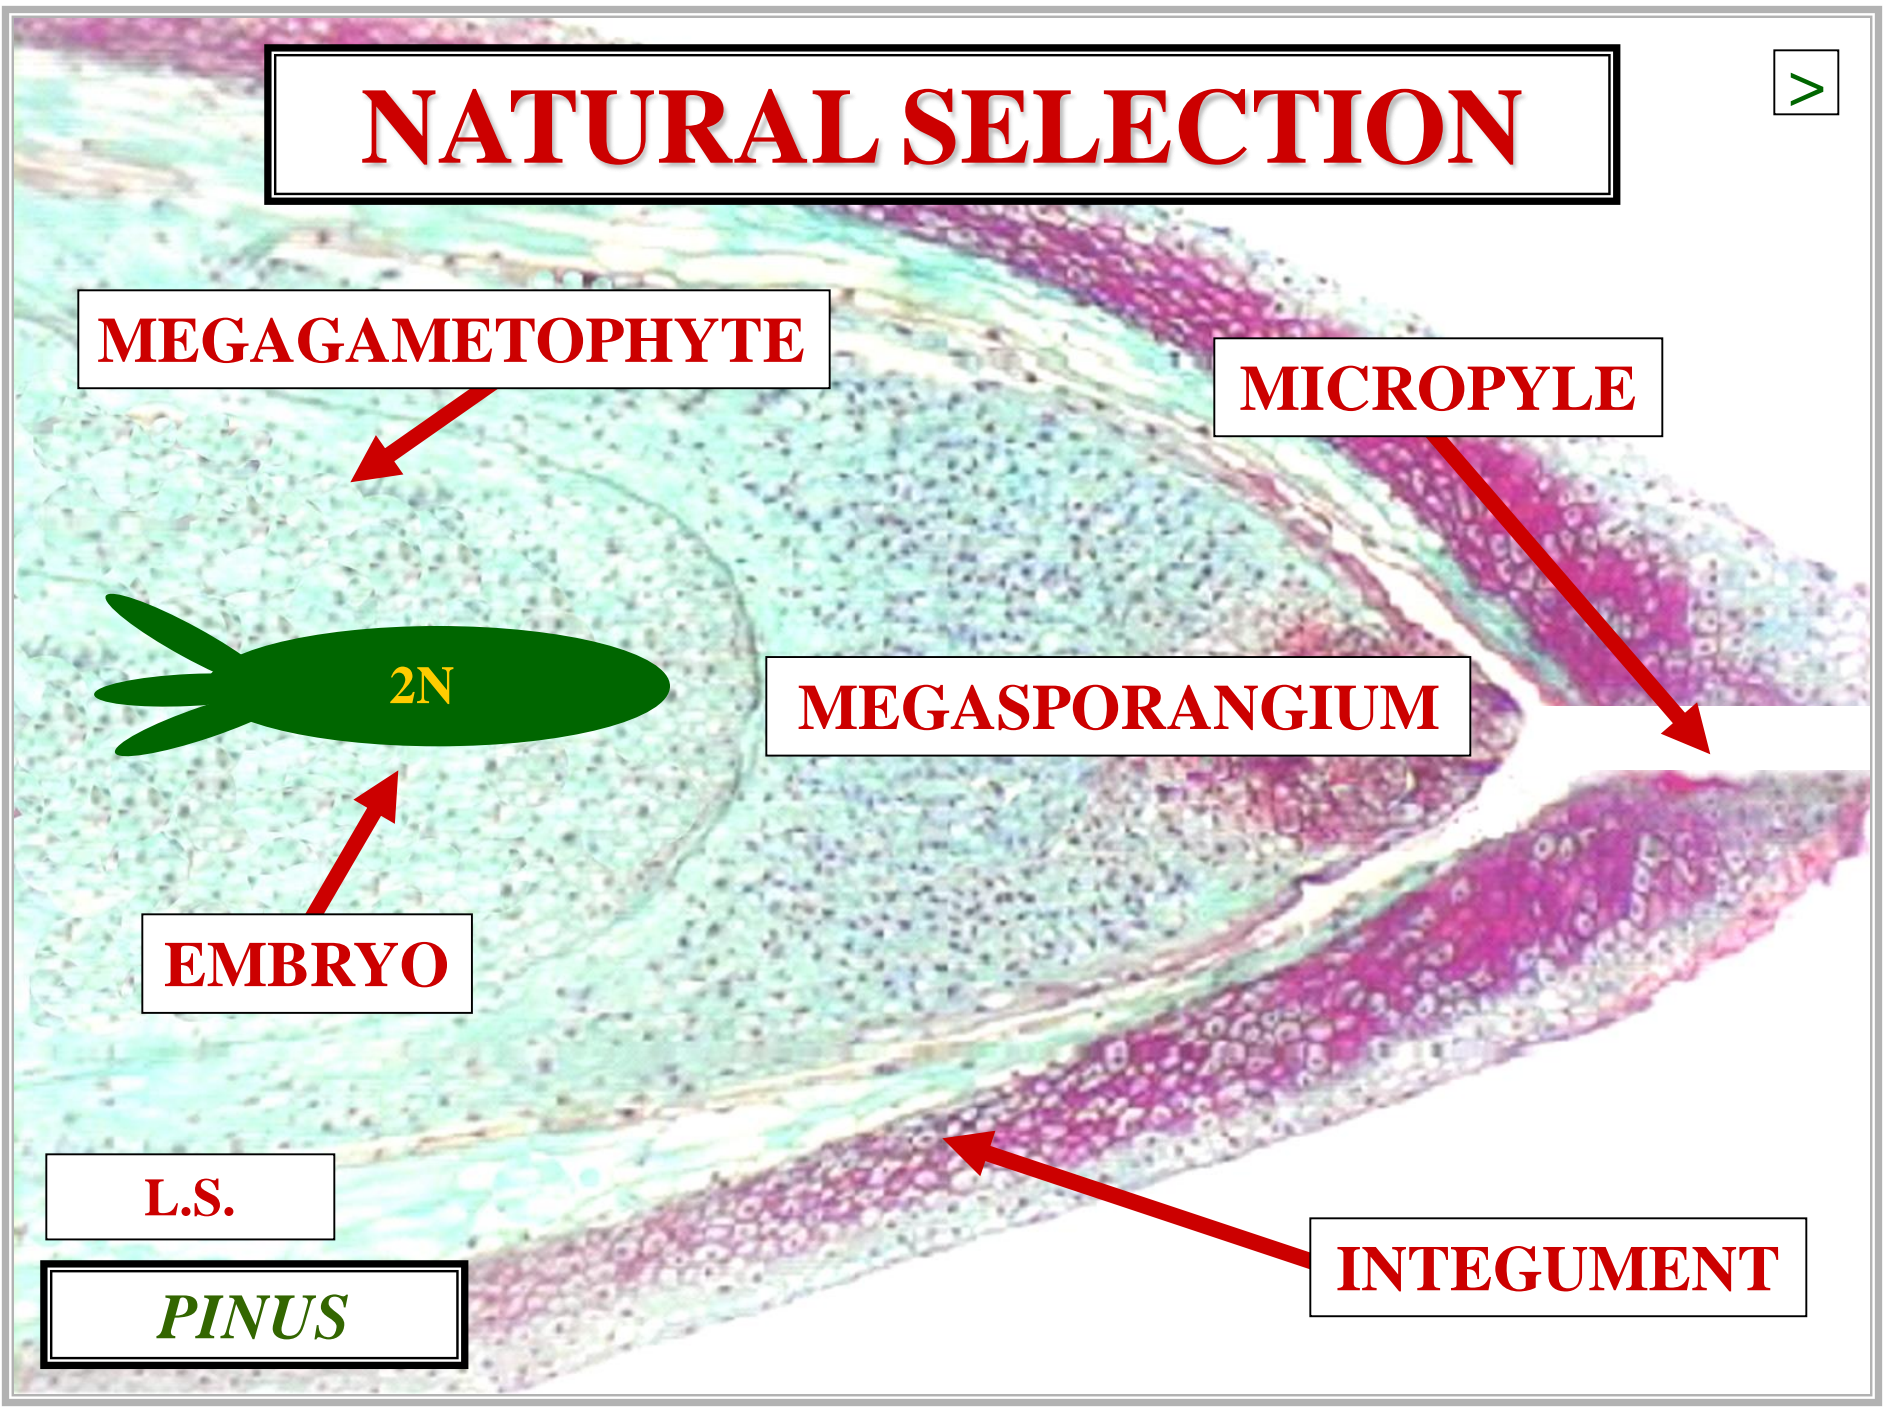 NATURAL SELECTION
>
MEGAGAMETOPHYTE
MICROPYLE
2N
MEGASPORANGIUM
EMBRYO
L.S.
INTEGUMENT
PINUS